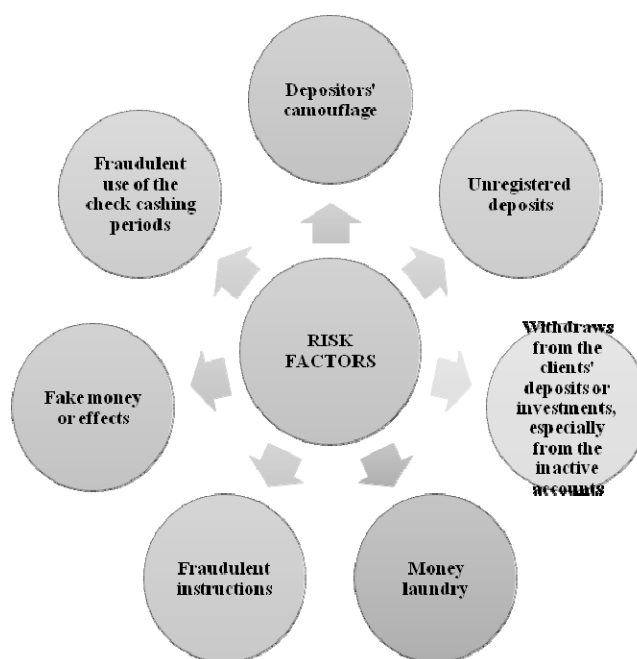 Depositors'
camouflage
Unregistered
deposits
Withdraws
from the
clients'
deposits or
investments,
especially
from the
inactive
accounts
Money
laundry
Fraudulent
instructions
Fake money
or effects
Fraudulent
use of the
check cashing
periods
RISK
FACTORS